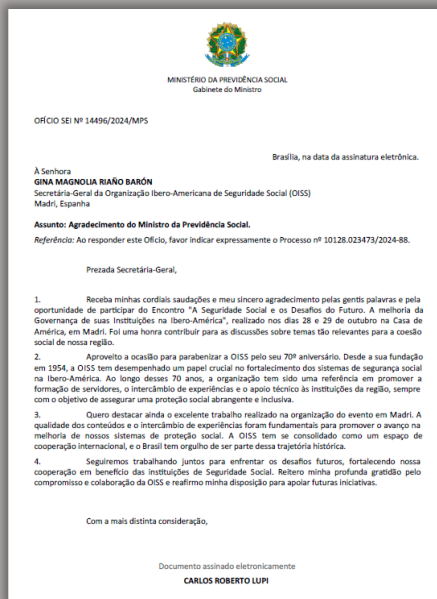 MINISTÉRIO DA PREVIDÊNCIA SOCIAL
Gabinete do Ministro
OFÍCIO SEI Nº 14496/2024/MPS
Brasília, na data da assinatura eletrônica.
À Senhora
GINA MAGNOLIA RIAÑO BARÓN
Secretária-Geral da Organização Ibero-Americana de Seguridade Social (OISS)
Madri, Espanha
Assunto: Agradecimento do Ministro da Previdência Social.
Referência: Ao responder este Ofício, favor indicar expressamente o Processo nº 10128.023473/2024-88.
Prezada Secretária-Geral,
1. Receba minhas cordiais saudações e meu sincero agradecimento pelas gentis palavras e pela
oportunidade de participar do Encontro "A Seguridade Social e os Desafios do Futuro. A melhoria da
Governança de suas Instituições na Ibero-América", realizado nos dias 28 e 29 de outubro na Casa de
América, em Madri. Foi uma honra contribuir para as discussões sobre temas tão relevantes para a coesão
social de nossa região.
2. Aproveito a ocasião para parabenizar a OISS pelo seu 70º aniversário. Desde a sua fundação
em 1954, a OISS tem desempenhado um papel crucial no fortalecimento dos sistemas de segurança social
na Ibero-América. Ao longo desses 70 anos, a organização tem sido uma referência em promover a
formação de servidores, o intercâmbio de experiências e o apoio técnico às instituições da região, sempre
com o objetivo de assegurar uma proteção social abrangente e inclusiva.
3. Quero destacar ainda o excelente trabalho realizado na organização do evento em Madri. A
qualidade dos conteúdos e o intercâmbio de experiências foram fundamentais para promover o avanço na
melhoria de nossos sistemas de proteção social. A OISS tem se consolidado como um espaço de
cooperação internacional, e o Brasil tem orgulho de ser parte dessa trajetória histórica.
4. Seguiremos trabalhando juntos para enfrentar os desafios futuros, fortalecendo nossa
cooperação em benefício das instituições de Seguridade Social. Reitero minha profunda gratidão pelo
compromisso e colaboração da OISS e reafirmo minha disposição para apoiar futuras iniciativas.
Com a mais distinta consideração,
Documento assinado eletronicamente
CARLOS ROBERTO LUPI